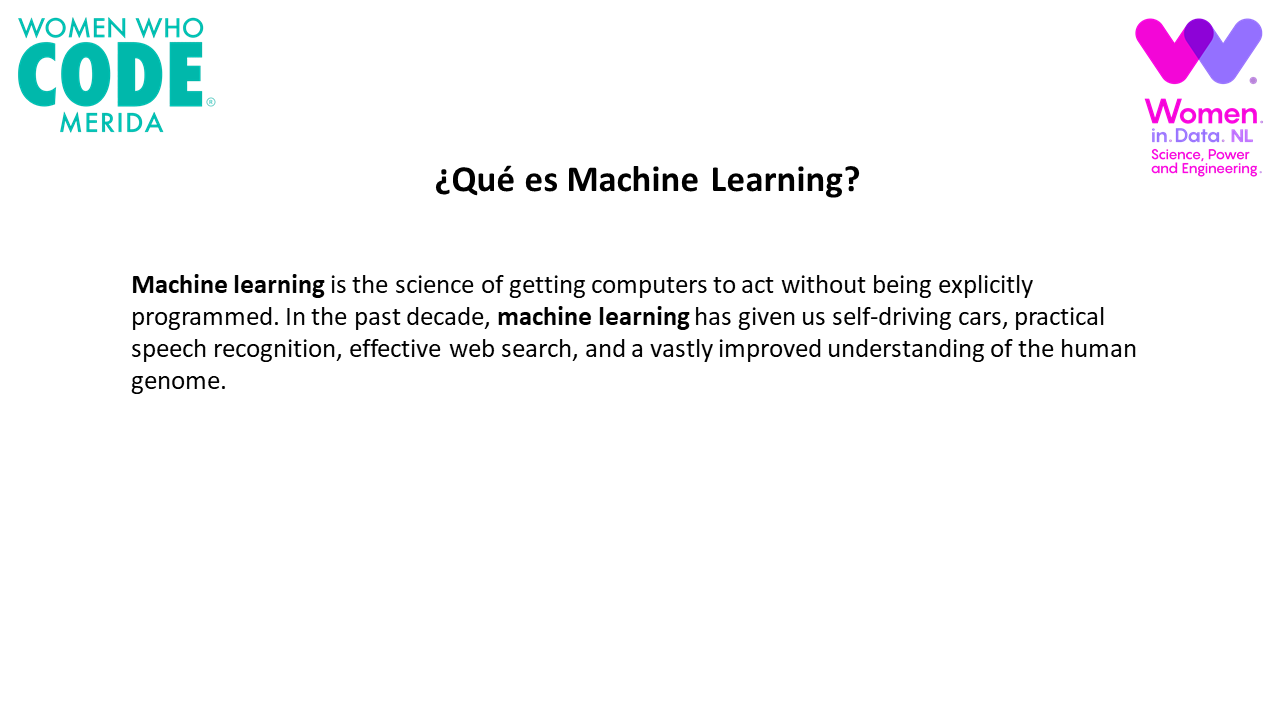 WOMEN WHO
CODE®
MERIDA
Women.
in.Data. NL
Science, Power
and Engineering.
¿Qué es Machine Learning?
Machine learning is the science of getting computers to act without being explicitly
programmed. In the past decade, machine learning has given us self-driving cars, practical
speech recognition, effective web search, and a vastly improved understanding of the human
genome.